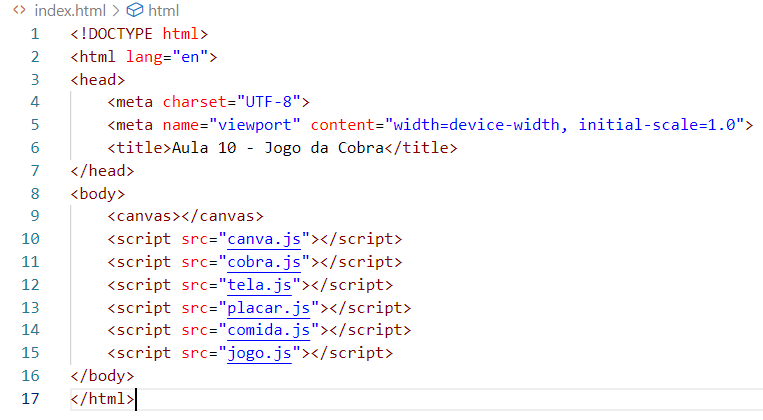 <> index.html > html
1 <!DOCTYPE html>
2 <html lang="en">
3 <head>
4     <meta charset="UTF-8">
5     <meta name="viewport" content="width=device-width, initial-scale=1.0">
6     <title>Aula 10 - Jogo da Cobra</title>
7 </head>
8 <body>
9     <canvas></canvas>
10     <script src="canva.js"></script>
11     <script src="cobra.js"></script>
12     <script src="tela.js"></script>
13     <script src="placar.js"></script>
14     <script src="comida.js"></script>
15     <script src="jogo.js"></script>
16 </body>
17 </html>